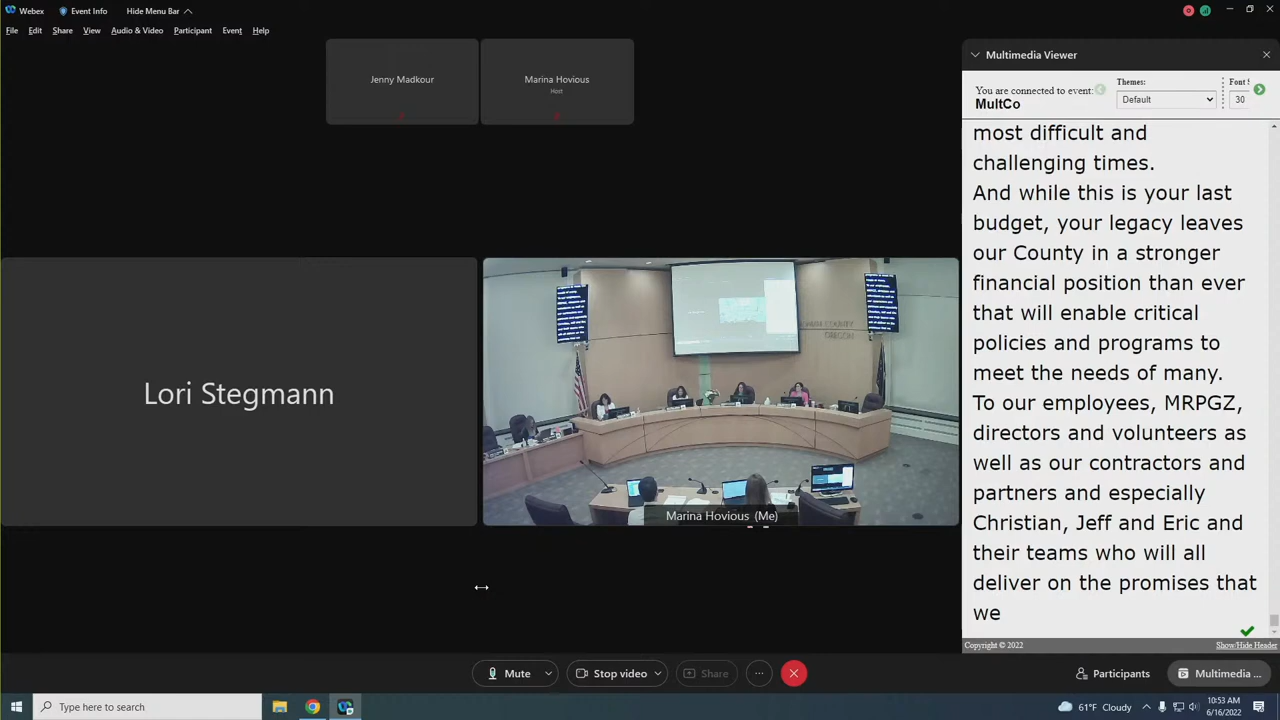 Webex
Event Info
Hide Menu Bar
File Edit Share View Audio & Video Participant Event Help
Jenny Madkour
Marina Hovious
Host
Lori Stegmann
Marina Hovious (Me)
COUNTY
OREGON
Multimedia Viewer
You are connected to event:
MultCo
Themes:
Default
Font S
30
most difficult and
challenging times.
And while this is your last
budget, your legacy leaves
our County in a stronger
financial position than ever
that will enable critical
policies and programs to
meet the needs of many.
To our employees, MRPGZ,
directors and volunteers as
well as our contractors and
partners and especially
Christian, Jeff and Eric and
their teams who will all
deliver on the promises that
we
Copyright © 2022
Show/Hide Header
Mute
Stop video
Share
Participants
Multimedia ...
Type here to search
61°F Cloudy
10:53 AM
6/16/2022